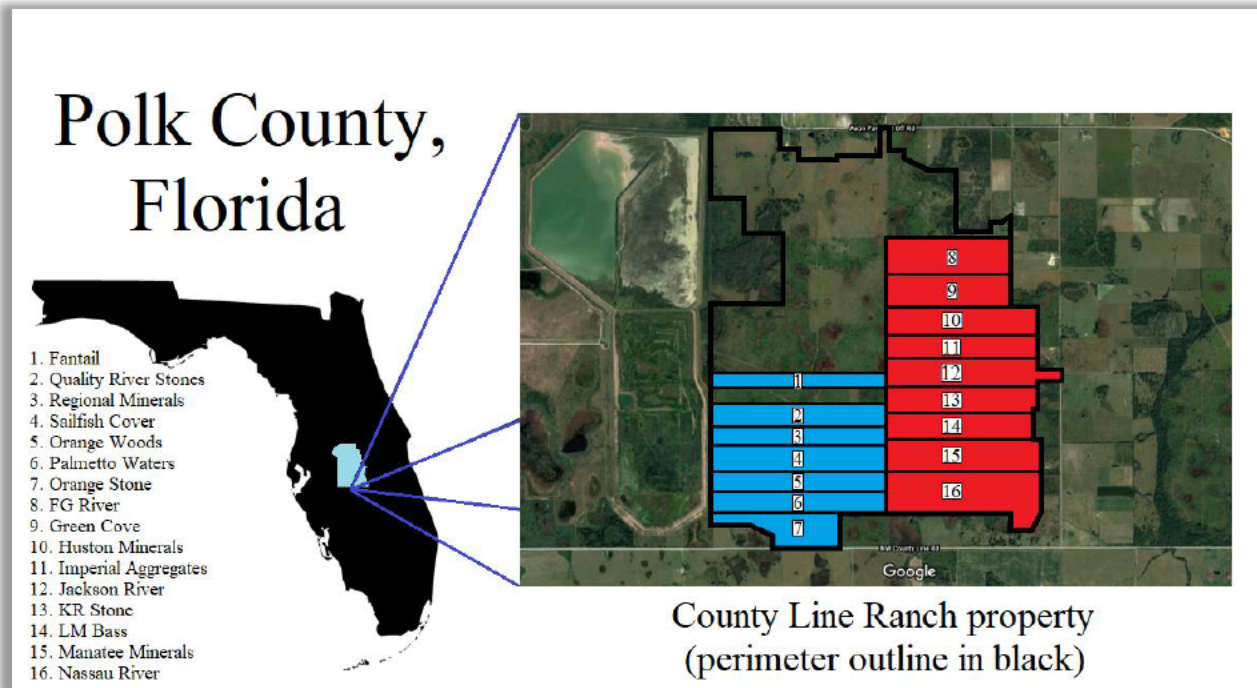 Polk County,
Florida
1. Fantail
2. Quality River Stones
3. Regional Minerals
4. Sailfish Cover
5. Orange Woods
6. Palmetto Waters
7. Orange Stone
8. FG River
9. Green Cove
10. Huston Minerals
11. Imperial Aggregates
12. Jackson River
13. KR Stone
14. LM Bass
15. Manatee Minerals
16. Nassau River
8
9
10
11
12
13
14
15
16
1
2
3
4
5
6
7
County Line Rd
Google
County Line Ranch property
(perimeter outline in black)